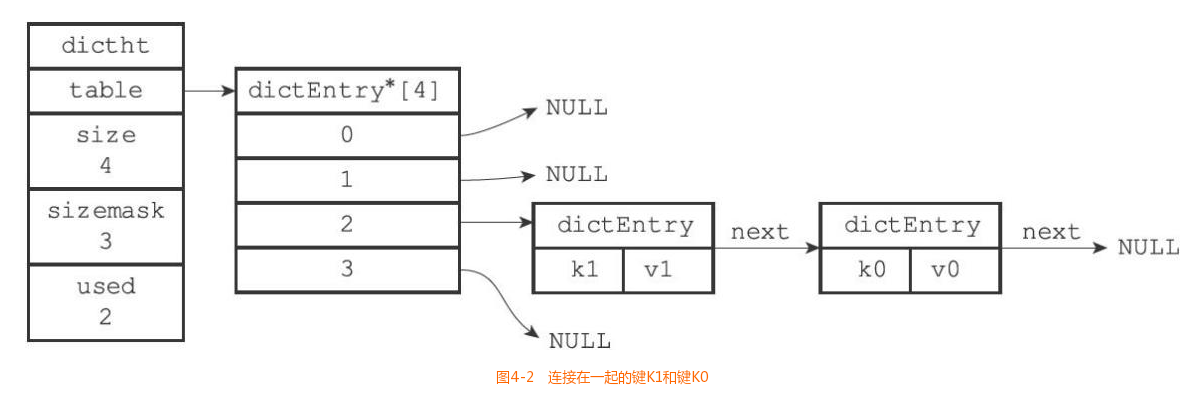 dictht
table
size
4
sizemask
3
used
2
dictEntry*[4]
0
1
2
3
NULL
NULL
dictEntry
k1 v1
next
dictEntry
k0 v0
next
NULL
NULL
图4-2 连接在一起的键K1和键K0